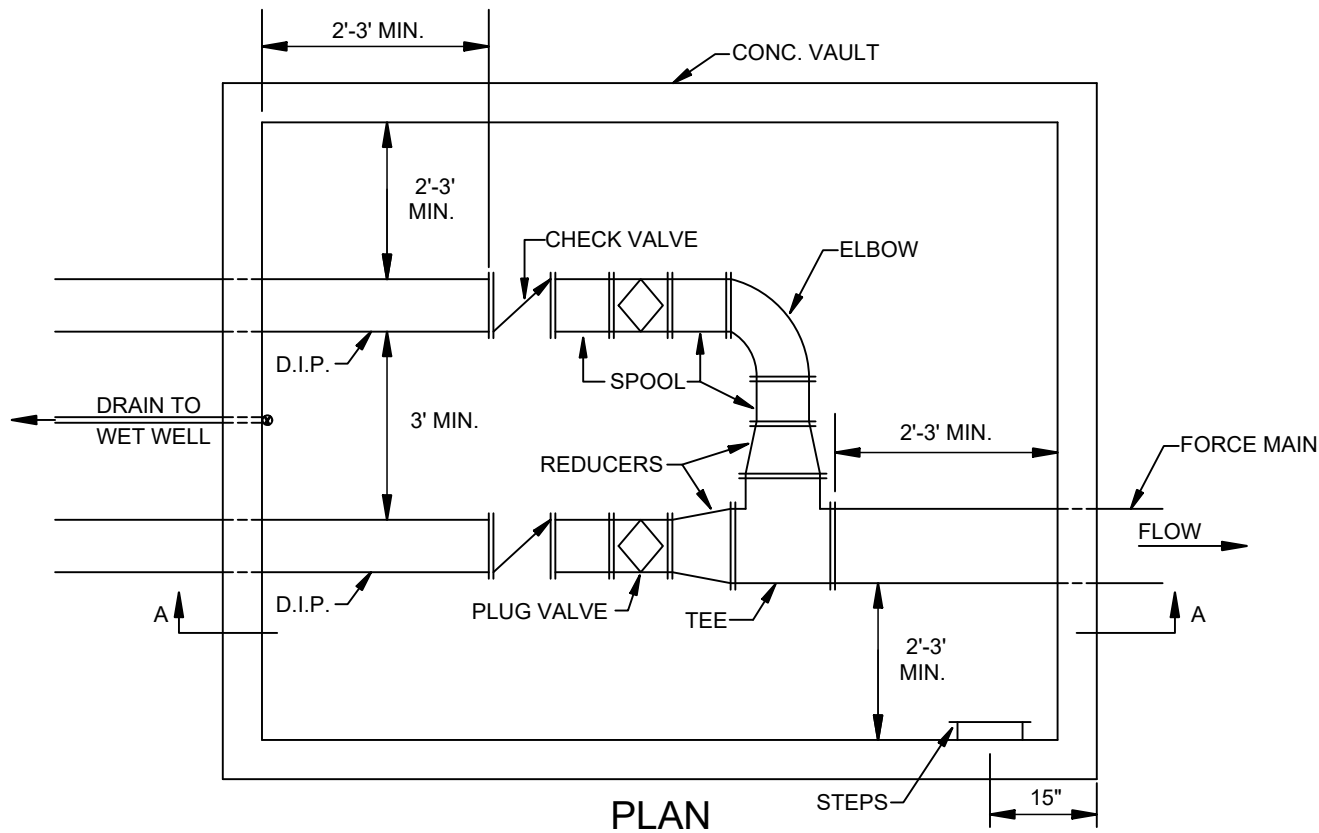 2'-3' MIN.
CONC. VAULT
2'-3'
MIN.
CHECK VALVE
ELBOW
D.I.P.
SPOOL
DRAIN TO
WET WELL
3' MIN.
2'-3' MIN.
REDUCERS
FORCE MAIN
FLOW
D.I.P.
PLUG VALVE
TEE
A
A
2'-3'
MIN.
STEPS
15"
PLAN